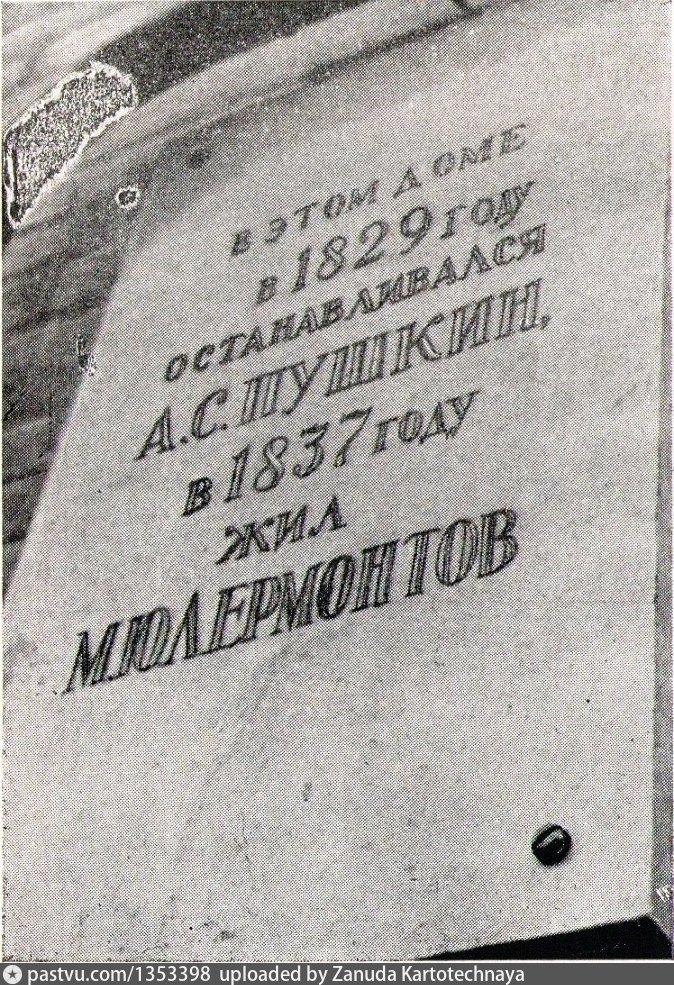 В ЭТОМ ДОМЕ
В 1829 ГОДУ
ОСТАНАВЛИВАЛСЯ
А.С. ПУШКИН,
В 1837 ГОДУ
ЖИЛ
М.Ю.ЛЕРМОНТОВ
pastvu.com/1353398 uploaded by Zanuda Kartotechnaya